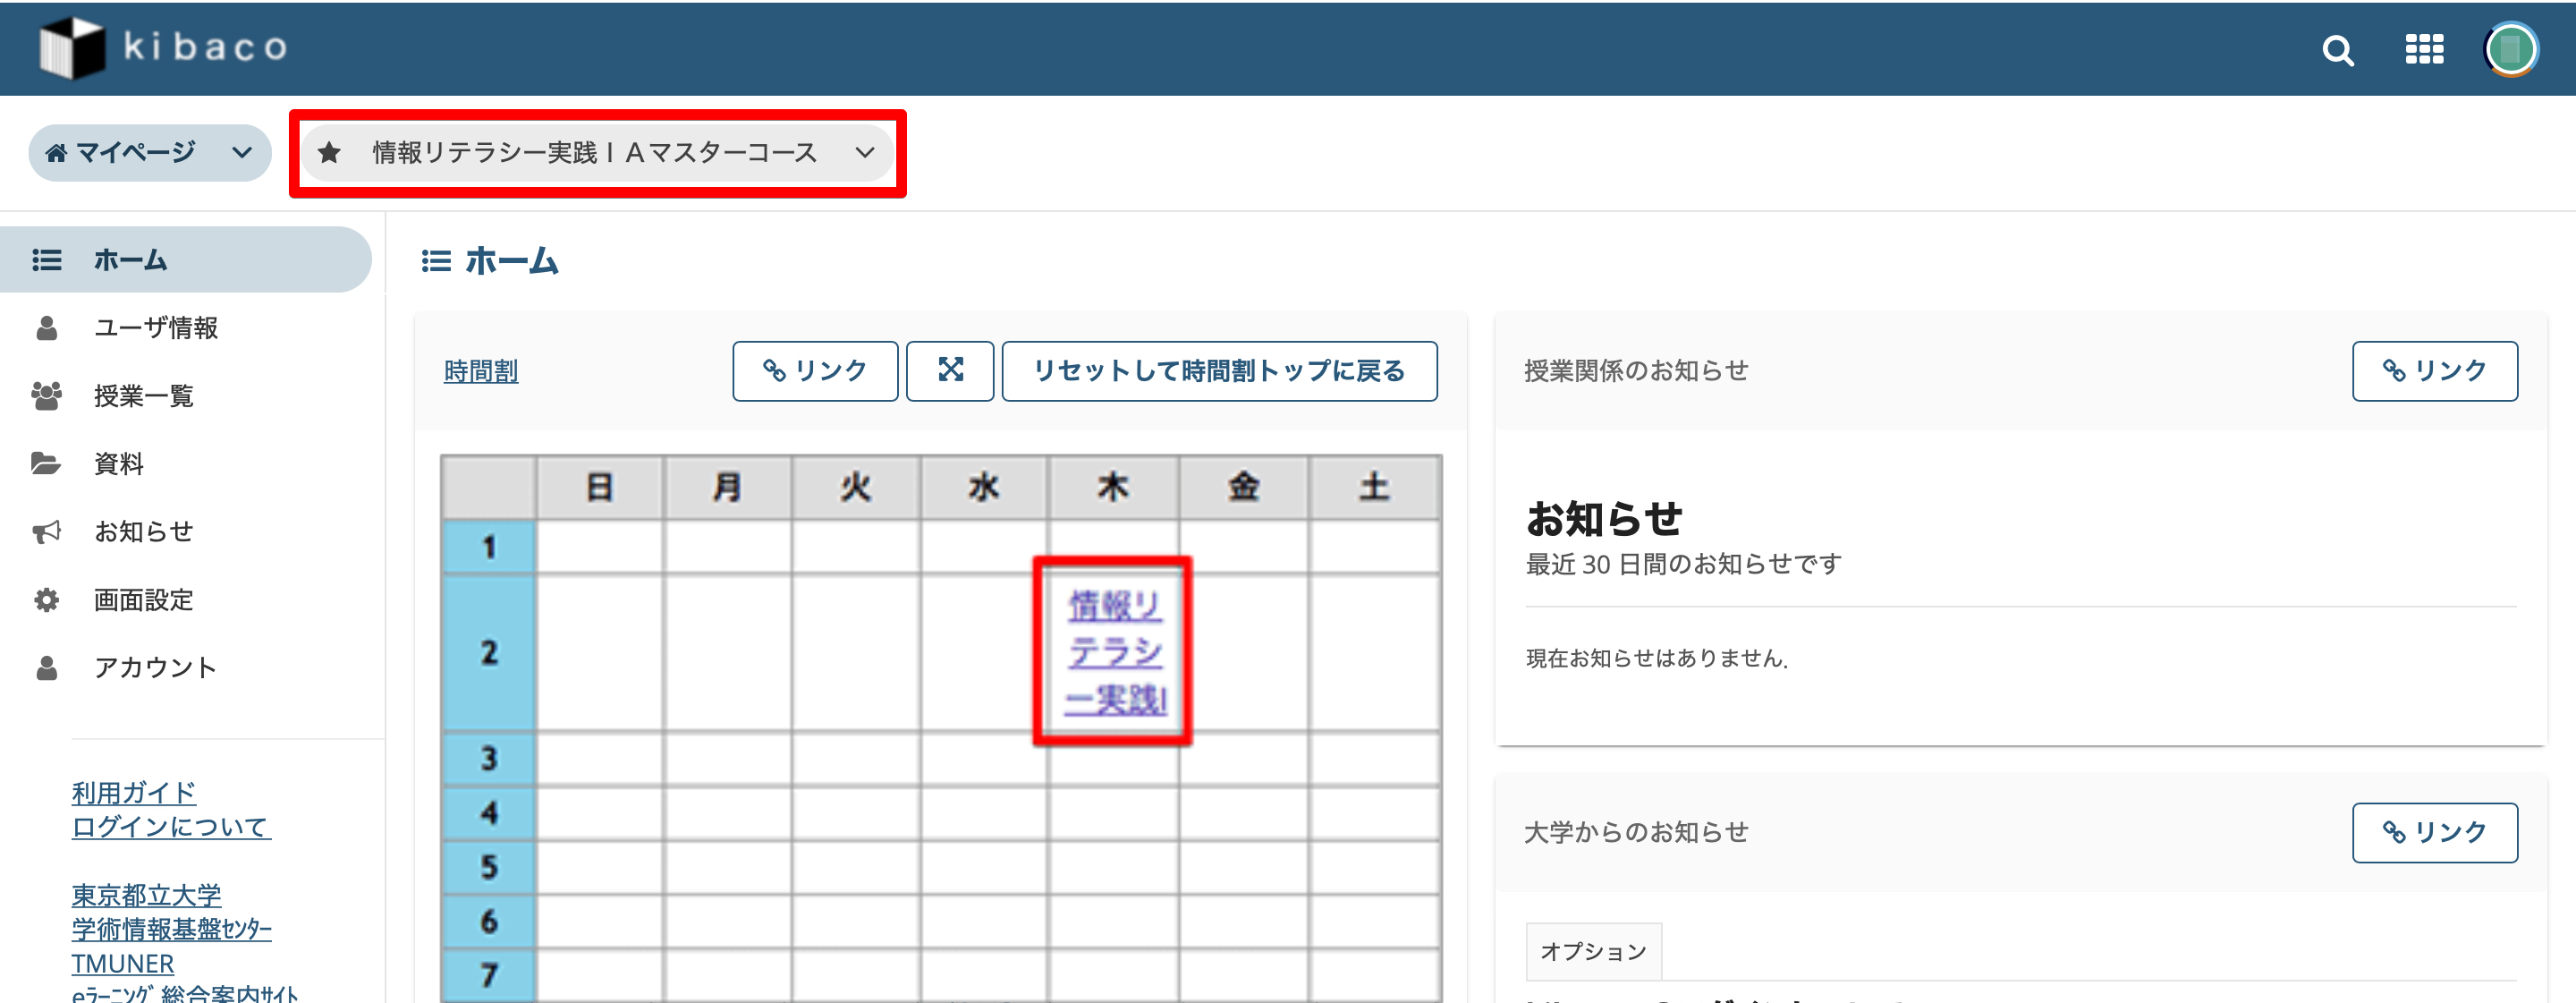 kibaco
マイページ
情報リテラシー実践ⅠAマスターコース
ホーム
ユーザ情報
授業一覧
資料
お知らせ
画面設定
アカウント
利用ガイド
ログインについて
東京都立大学
学術情報基盤ｾﾝﾀｰ
TMUNER
eﾗｰﾆﾝｸﾞ総合案内ｻｲﾄ
ホーム
時間割
リンク
リセットして時間割トップに戻る
日 月 火 水 木 金 土
1
2
情報リ
テラシ
ー実践I
3
4
5
6
7
授業関係のお知らせ
リンク
お知らせ
最近 30 日間のお知らせです
現在お知らせはありません．
大学からのお知らせ
リンク
オプション